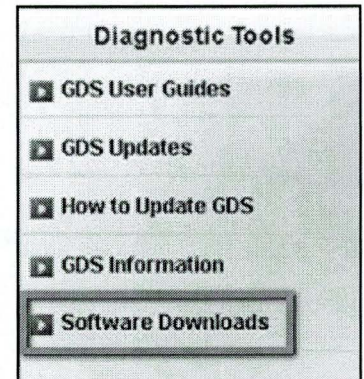 Diagnostic Tools
GDS User Guides
GDS Updates
How to Update GDS
GDS Information
Software Downloads